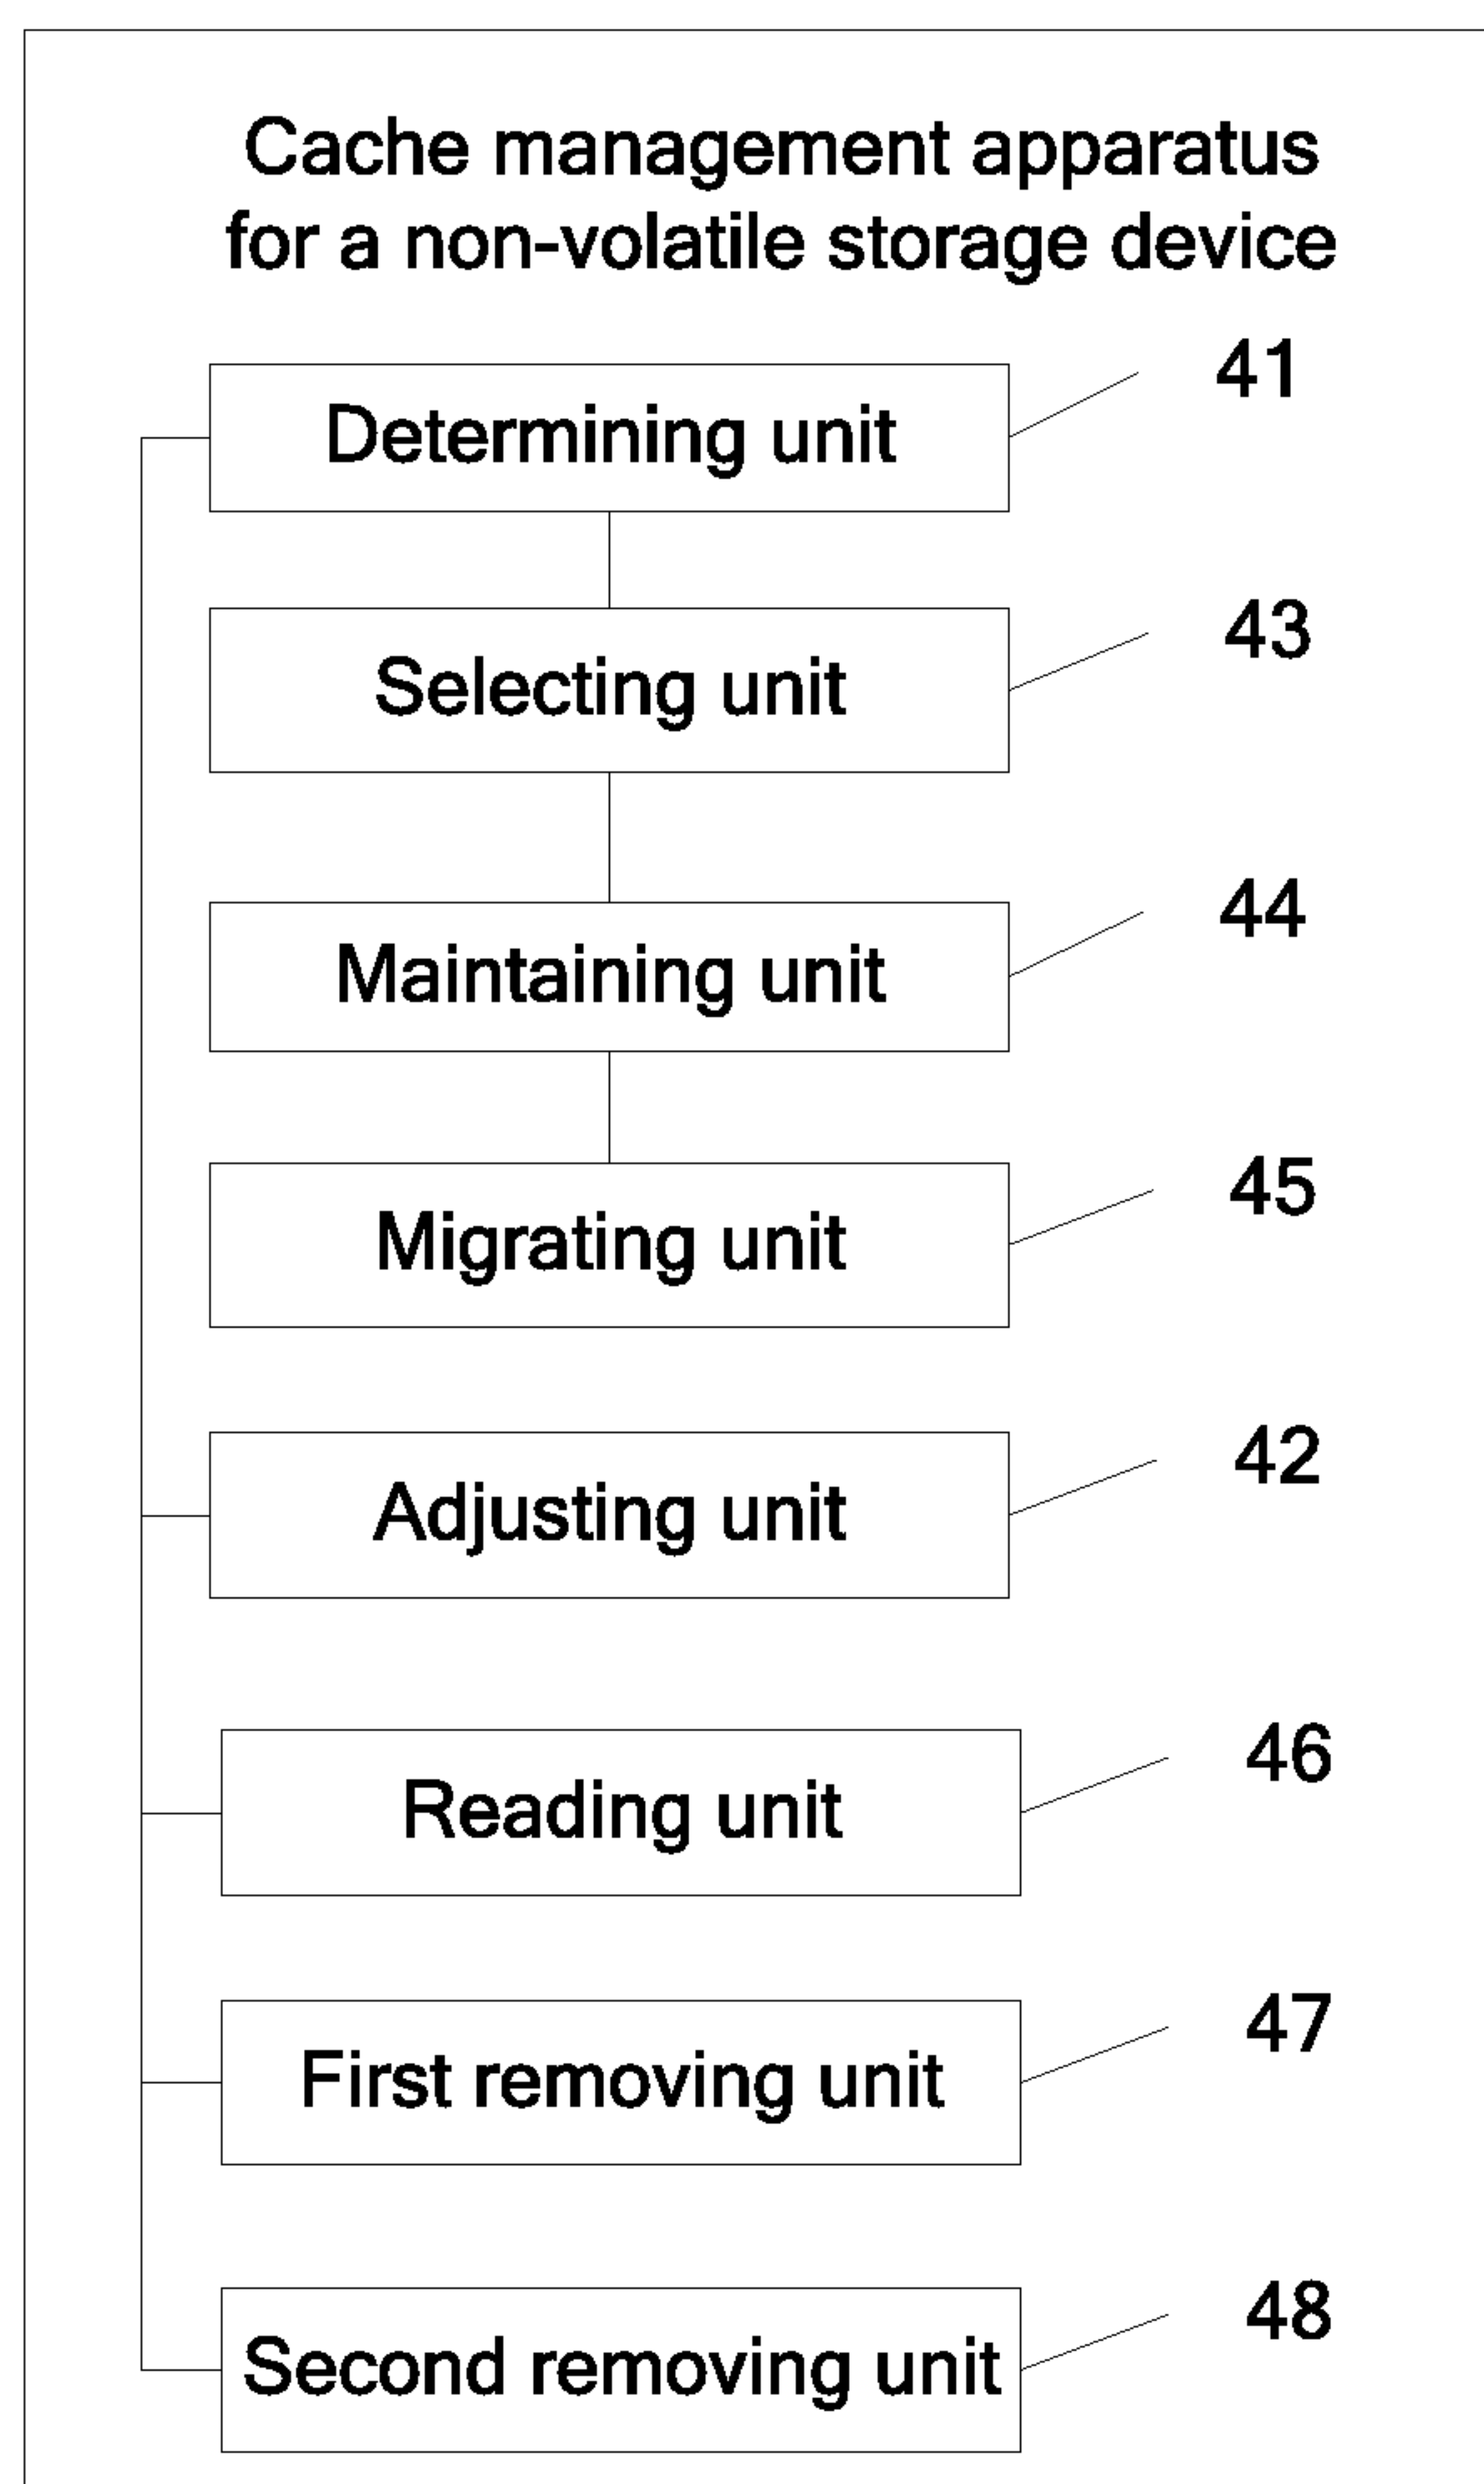 Cache management apparatus
for a non-volatile storage device
Determining unit
41
Selecting unit
43
Maintaining unit
44
Migrating unit
45
Adjusting unit
42
Reading unit
46
First removing unit
47
Second removing unit
48